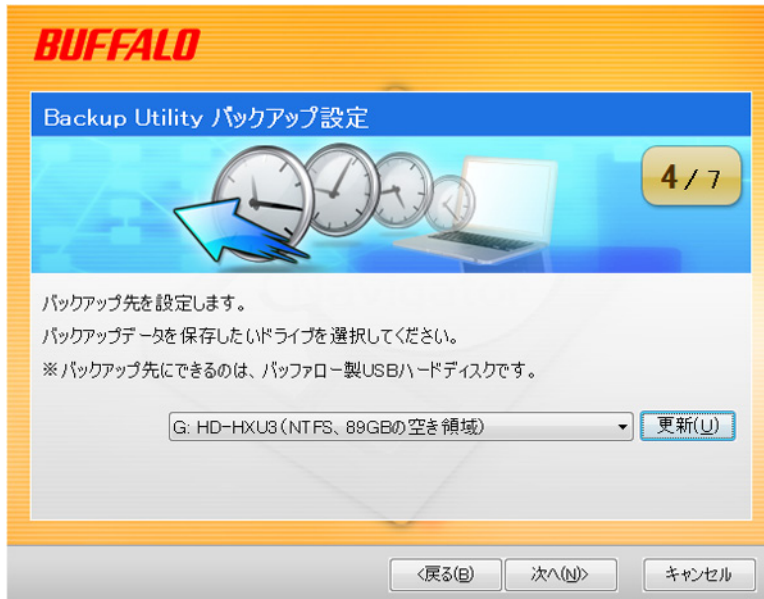 BUFFALO
Backup Utility バックアップ設定
4/7
バックアップ先を設定します。
バックアップデータを保存したいドライブを選択してください。
※バックアップ先にできるのは、バッファロー製USBハードディスクです。
G: HD-HXU3(NTFS、89GBの空き領域) 更新(U)
<戻る(B) 次へ(N)> キャンセル